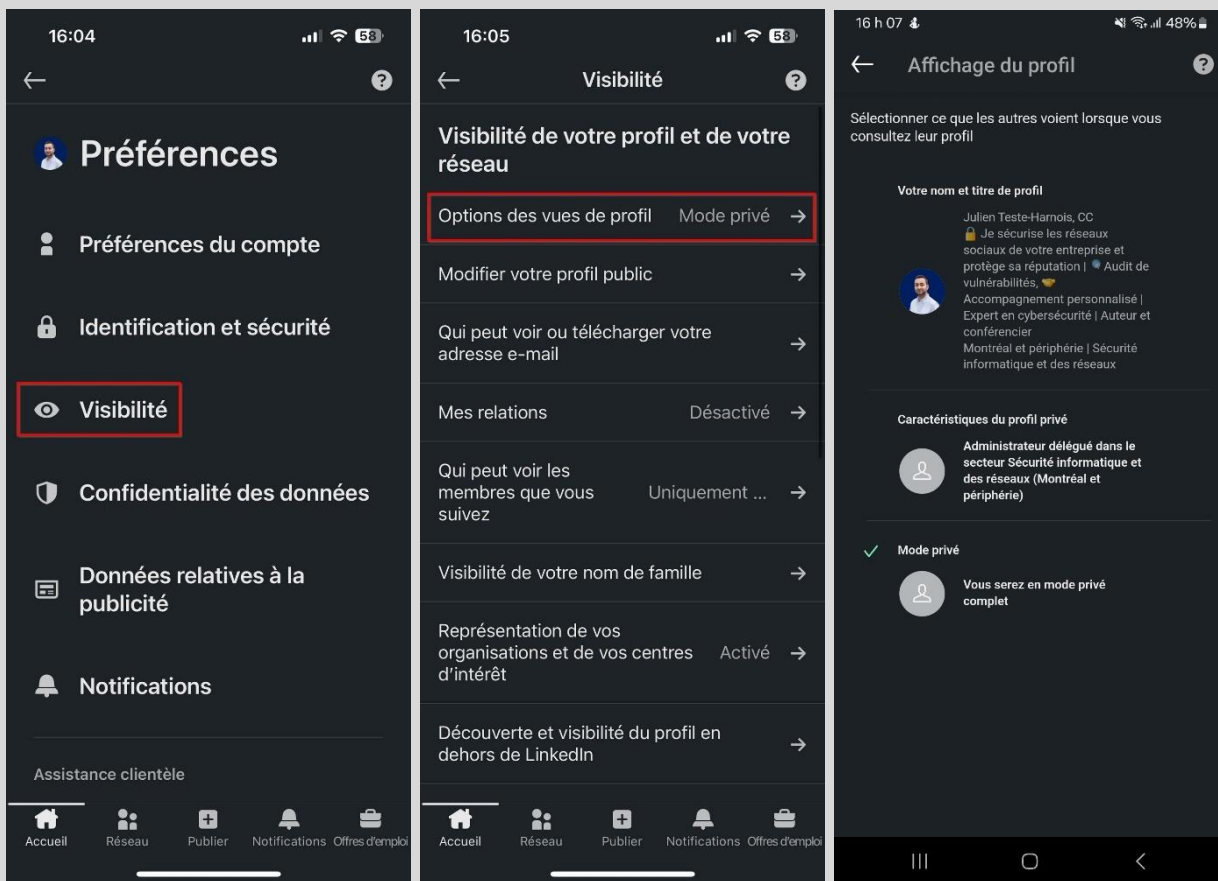 16:04
58
Préférences
Préférences du compte
Identification et sécurité
Visibilité
Confidentialité des données
Données relatives à la
publicité
Notifications
Assistance clientèle
Accueil
Réseau
Publier
Notifications
Offres d'emploi
16:05
58
Visibilité
Visibilité de votre profil et de votre
réseau
Options des vues de profil Mode privé
Modifier votre profil public
Qui peut voir ou télécharger votre
adresse e-mail
Mes relations Désactivé
Qui peut voir les
membres que vous Uniquement ...
suivez
Visibilité de votre nom de famille
Représentation de vos
organisations et de vos centres Activé
d'intérêt
Découverte et visibilité du profil en
dehors de LinkedIn
Accueil
Réseau
Publier
Notifications
Offres d'emploi
16 h 07
48%
Affichage du profil
Sélectionner ce que les autres voient lorsque vous
consultez leur profil
Votre nom et titre de profil
Julien Teste-Harnois, CC
🔒 Je sécurise les réseaux
sociaux de votre entreprise et
protège sa réputation | Audit de
vulnérabilités, 🤝
Accompagnement personnalisé |
Expert en cybersécurité | Auteur et
conférencier
Montréal et périphérie | Sécurité
informatique et des réseaux
Caractéristiques du profil privé
Administrateur délégué dans le
secteur Sécurité informatique et
des réseaux (Montréal et
périphérie)
Mode privé
Vous serez en mode privé
complet